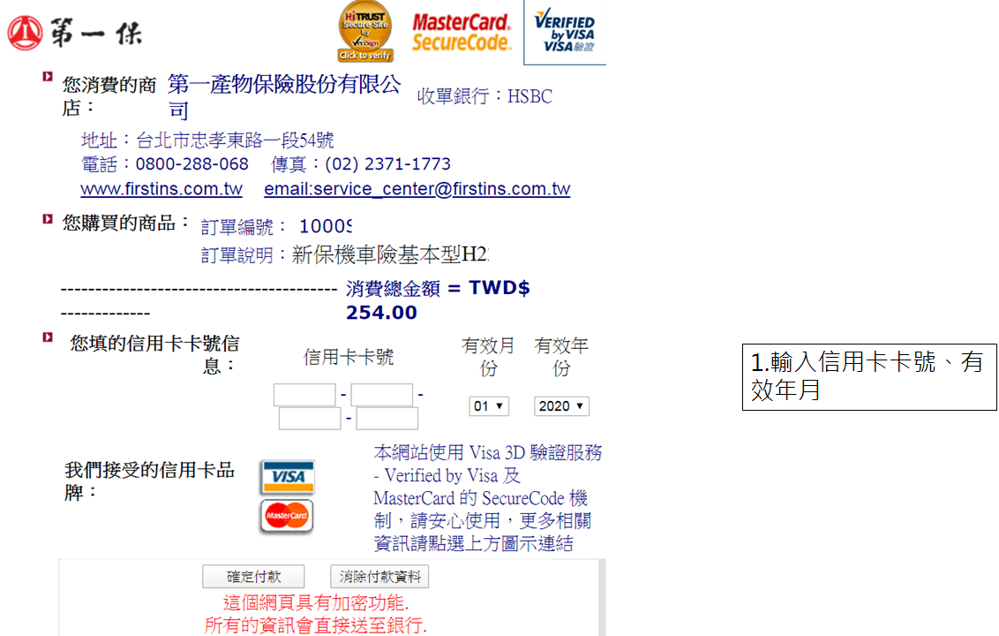 第一保
HiTRUST
Secure Site
by
VeriSign
Click to verify
MasterCard.
SecureCode.
VERIFIED
by VISA
VISA驗證
您消費的商店：
第一產物保險股份有限公司
收單銀行：HSBC
地址：台北市忠孝東路一段54號
電話：0800-288-068 傳真：(02) 2371-1773
www.firstins.com.tw email:service_center@firstins.com.tw
您購買的商品：
訂單編號： 1000
訂單說明：新保機車險基本型H2
---------------------------------------- 消費總金額 = TWD$
------------- 254.00
您填的信用卡卡號信息：
信用卡卡號
有效月份
有效年份
- -
-
01 ▼
2020 ▼
1.輸入信用卡卡號、有
效年月
我們接受的信用卡品牌：
VISA
MasterCard
本網站使用 Visa 3D 驗證服務
- Verified by Visa 及
MasterCard 的 SecureCode 機
制，請安心使用，更多相關
資訊請點選上方圖示連結
確定付款 消除付款資料
這個網頁具有加密功能.
所有的資訊會直接送至銀行.